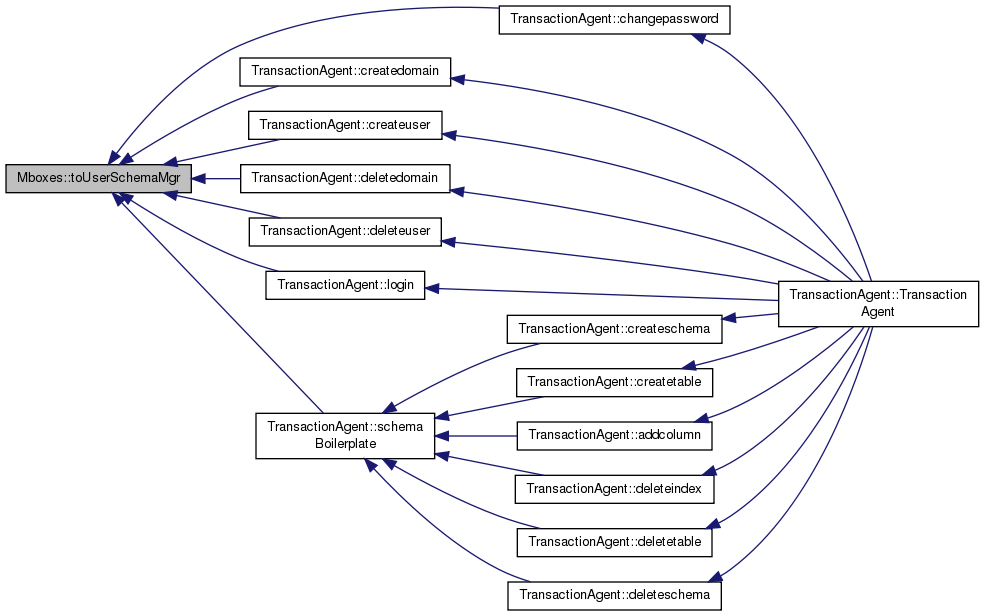 TransactionAgent::changepassword
TransactionAgent::createdomain
TransactionAgent::createuser
Mboxes::toUserSchemaMgr
TransactionAgent::deletedomain
TransactionAgent::deleteuser
TransactionAgent::login
TransactionAgent::Transaction
Agent
TransactionAgent::createschema
TransactionAgent::createtable
TransactionAgent::schema
Boilerplate
TransactionAgent::addcolumn
TransactionAgent::deleteindex
TransactionAgent::deletetable
TransactionAgent::deleteschema